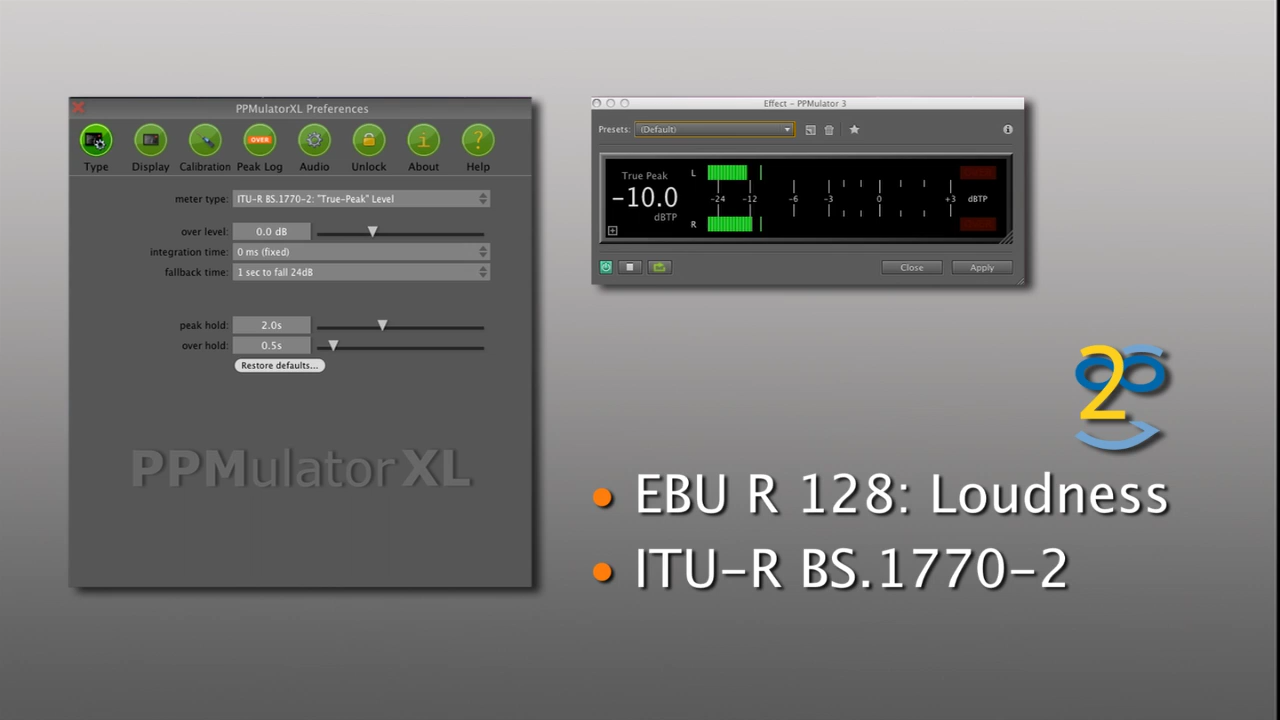 PPMulatorXL Preferences
Type Display Calibration Peak Log Audio Unlock About Help
OVER
meter type: ITU-R BS.1770-2: "True-Peak" Level
over level: 0.0 dB
integration time: 0 ms (fixed)
fallback time: 1 sec to fall 24dB
peak hold: 2.0s
over hold: 0.5s
Restore defaults...
PPMulatorXL
Effect - PPMulator 3
Presets: (Default)
True Peak
-10.0
dBTP
L
-24 -12 -6 -3 0 +3 dBTP
R
Close Apply
2
• EBU R 128: Loudness
• ITU-R BS.1770-2